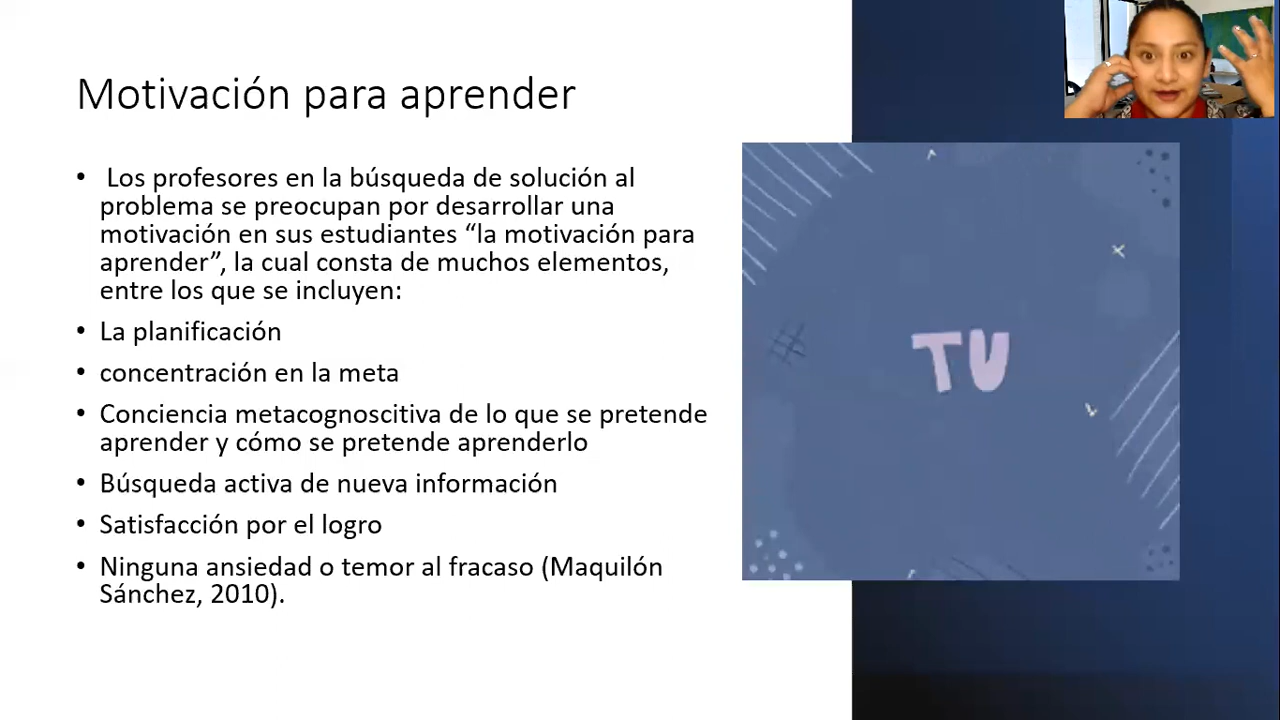 Motivación para aprender
• Los profesores en la búsqueda de solución al
problema se preocupan por desarrollar una
motivación en sus estudiantes “la motivación para
aprender”, la cual consta de muchos elementos,
entre los que se incluyen:
• La planificación
• concentración en la meta
• Conciencia metacognoscitiva de lo que se pretende
aprender y cómo se pretende aprenderlo
• Búsqueda activa de nueva información
• Satisfacción por el logro
• Ninguna ansiedad o temor al fracaso (Maquilón
Sánchez, 2010).
TU